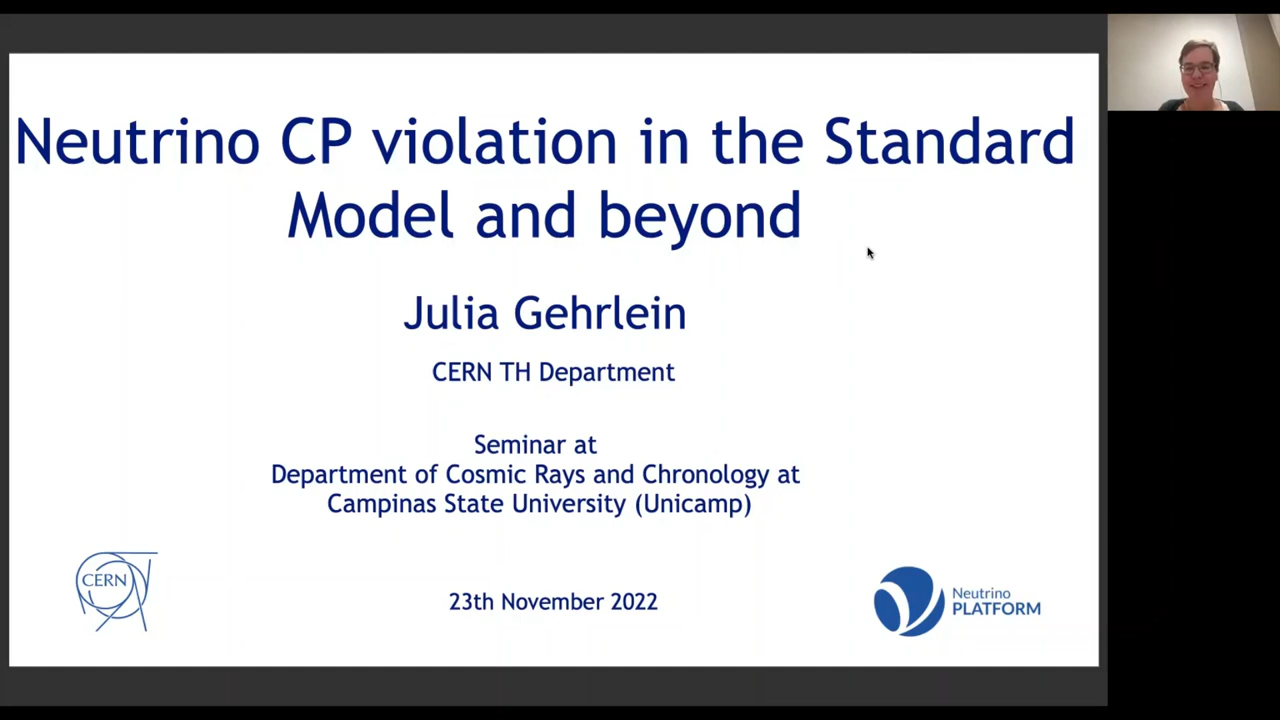 Neutrino CP violation in the Standard
Model and beyond
Julia Gehrlein
CERN TH Department
Seminar at
Department of Cosmic Rays and Chronology at
Campinas State University (Unicamp)
CERN
23th November 2022
Neutrino
PLATFORM